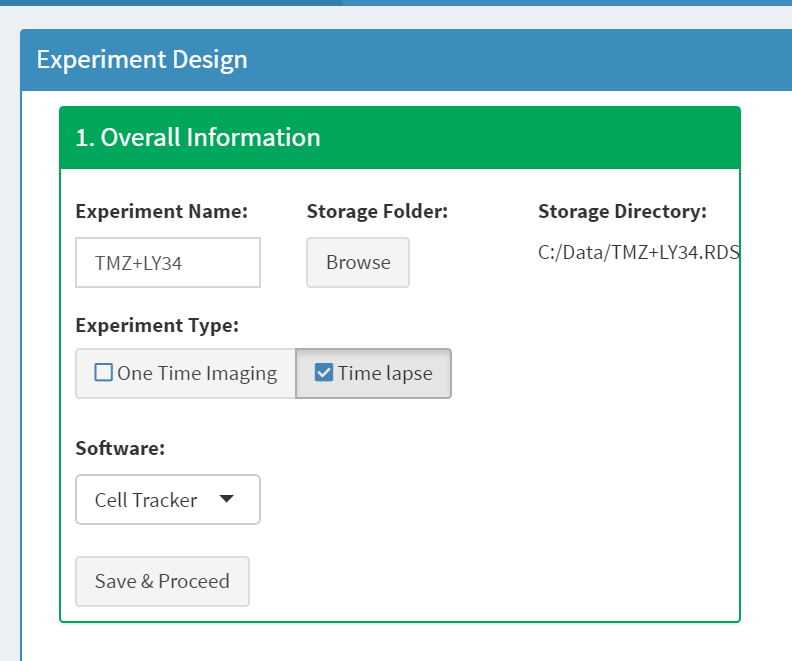 Experiment Design
1. Overall Information
Experiment Name: Storage Folder: Storage Directory:
TMZ+LY34 Browse C:/Data/TMZ+LY34.RDS
Experiment Type:
One Time Imaging Time lapse
Software:
Cell Tracker
Save & Proceed